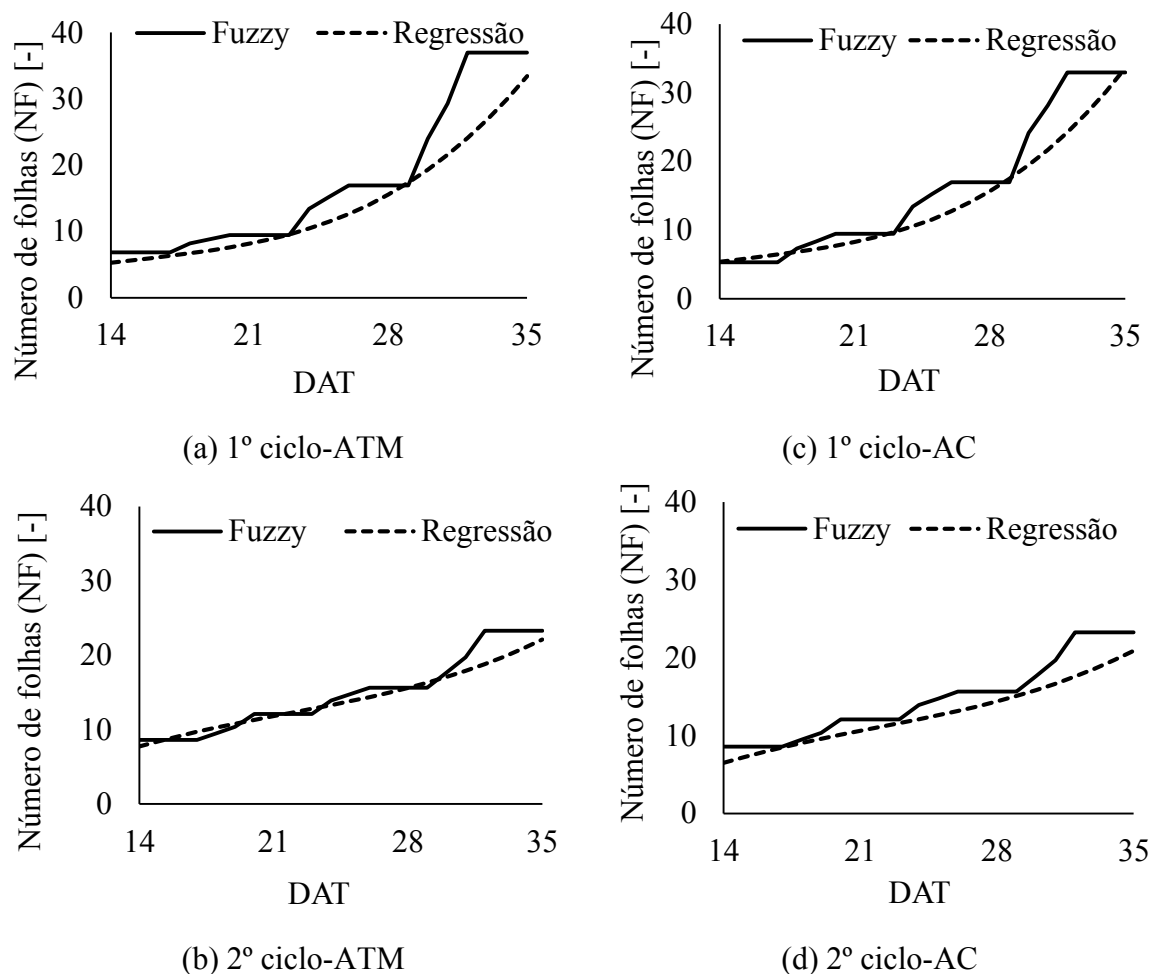 Número de folhas (NF) [-]
40
30
20
10
0
Fuzzy
Regressão
14
21
28
35
DAT
(a) 1º ciclo-ATM
Número de folhas (NF) [-]
40
30
20
10
0
Fuzzy
Regressão
14
21
28
35
DAT
(c) 1º ciclo-AC
Número de folhas (NF) [-]
40
30
20
10
0
Fuzzy
Regressão
14
21
28
35
DAT
(b) 2º ciclo-ATM
Número de folhas (NF) [-]
40
30
20
10
0
Fuzzy
Regressão
14
21
28
35
DAT
(d) 2º ciclo-AC